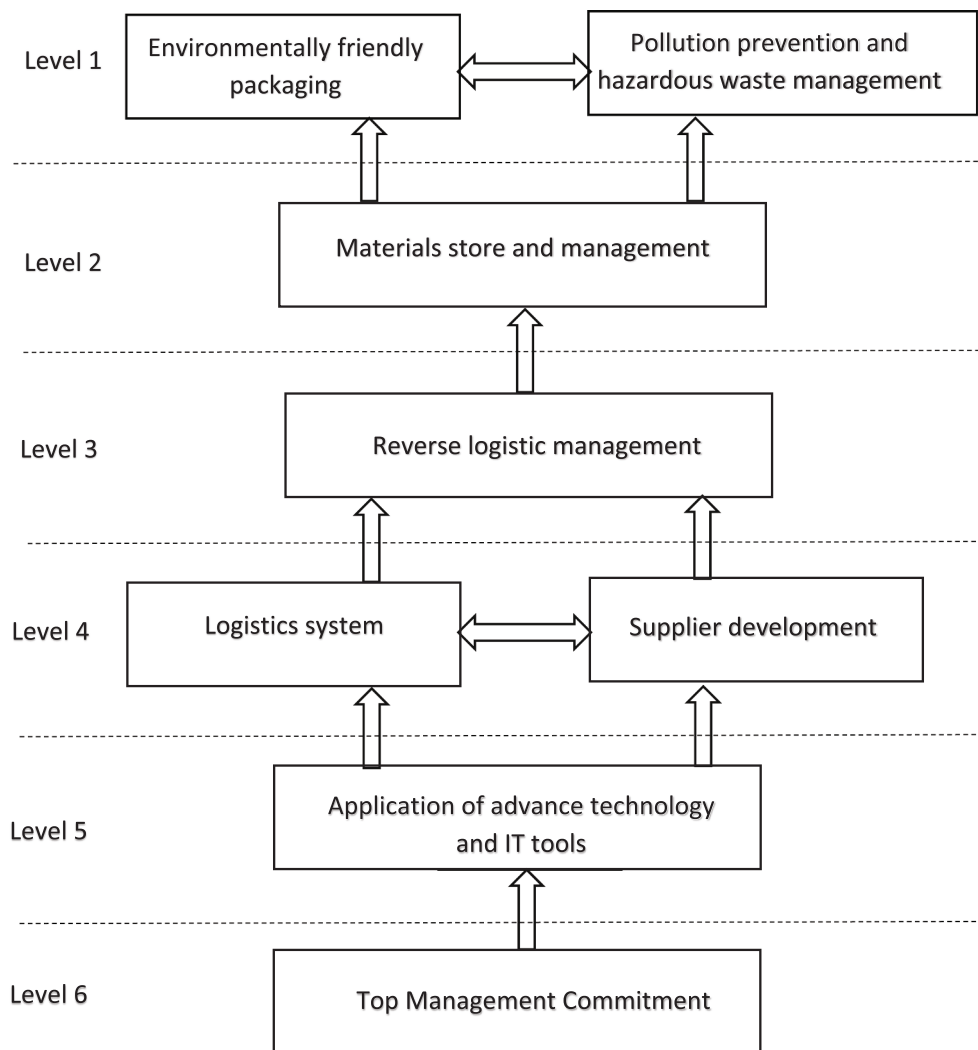 Level 1
Environmentally friendly
packaging
Pollution prevention and
hazardous waste management
Level 2
Materials store and management
Level 3
Reverse logistic management
Level 4
Logistics system
Supplier development
Level 5
Application of advance technology
and IT tools
Level 6
Top Management Commitment